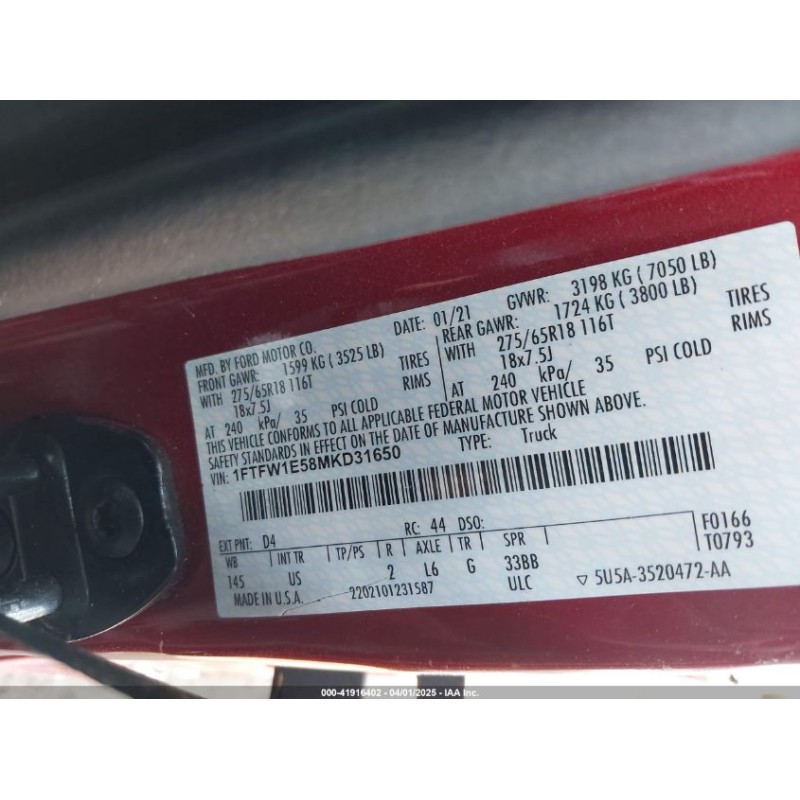 MFD. BY FORD MOTOR CO.
DATE: 01/21 GVWR: 3198 KG ( 7050 LB)
FRONT GAWR: 1599 KG ( 3525 LB) REAR GAWR: 1724 KG ( 3800 LB)
WITH 275/65R18 116T TIRES WITH 275/65R18 116T TIRES
18x7.5J RIMS 18x7.5J RIMS
AT 240 kPa/ 35 PSI COLD AT 240 kPa/ 35 PSI COLD
THIS VEHICLE CONFORMS TO ALL APPLICABLE FEDERAL MOTOR VEHICLE
SAFETY STANDARDS IN EFFECT ON THE DATE OF MANUFACTURE SHOWN ABOVE.
VIN: 1FTFW1E58MKD31650 TYPE: Truck
EXT PNT: D4 RC: 44 DSO: F0166
WB INT TR TP/PS R AXLE TR SPR T0793
145 US 2 L6 G 33BB
MADE IN U.S.A. 2202101231587 ULC ▽ 5U5A-3520472-AA
000-41916402 - 04/01/2025 - IAA Inc.